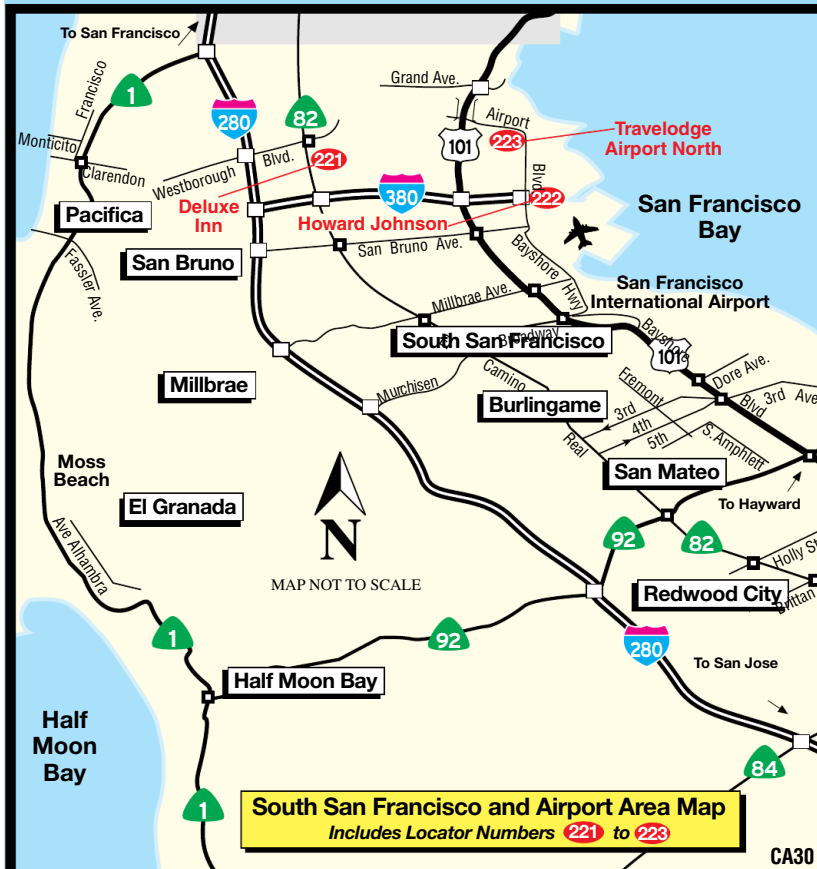 To San Francisco
Grand Ave.
Francisco
1
280
82
Airport
101
223
Travelodge
Airport North
Monticito
Clarendon
Westborough Blvd.
221
Blvd
Deluxe
Inn
380
222
Howard Johnson
San Francisco
Bay
Pacifica
San Bruno
San Bruno Ave.
Bayshore Hwy
Fassler Ave.
San Francisco
International Airport
Millbrae Ave.
South San Francisco
Broadway
Bayshore Blvd
101
Millbrae
Murchisen
Camino Real
Burlingame
Fremont
Dore Ave.
3rd Ave
3rd
4th
5th
S. Amphlett
Moss
Beach
San Mateo
El Granada
To Hayward
N
Ave Alhambra
92
82
MAP NOT TO SCALE
Holly St
Redwood City
Brittan
1
92
280
Half Moon Bay
To San Jose
Half
Moon
Bay
84
1
South San Francisco and Airport Area Map
Includes Locator Numbers 221 to 223
CA30